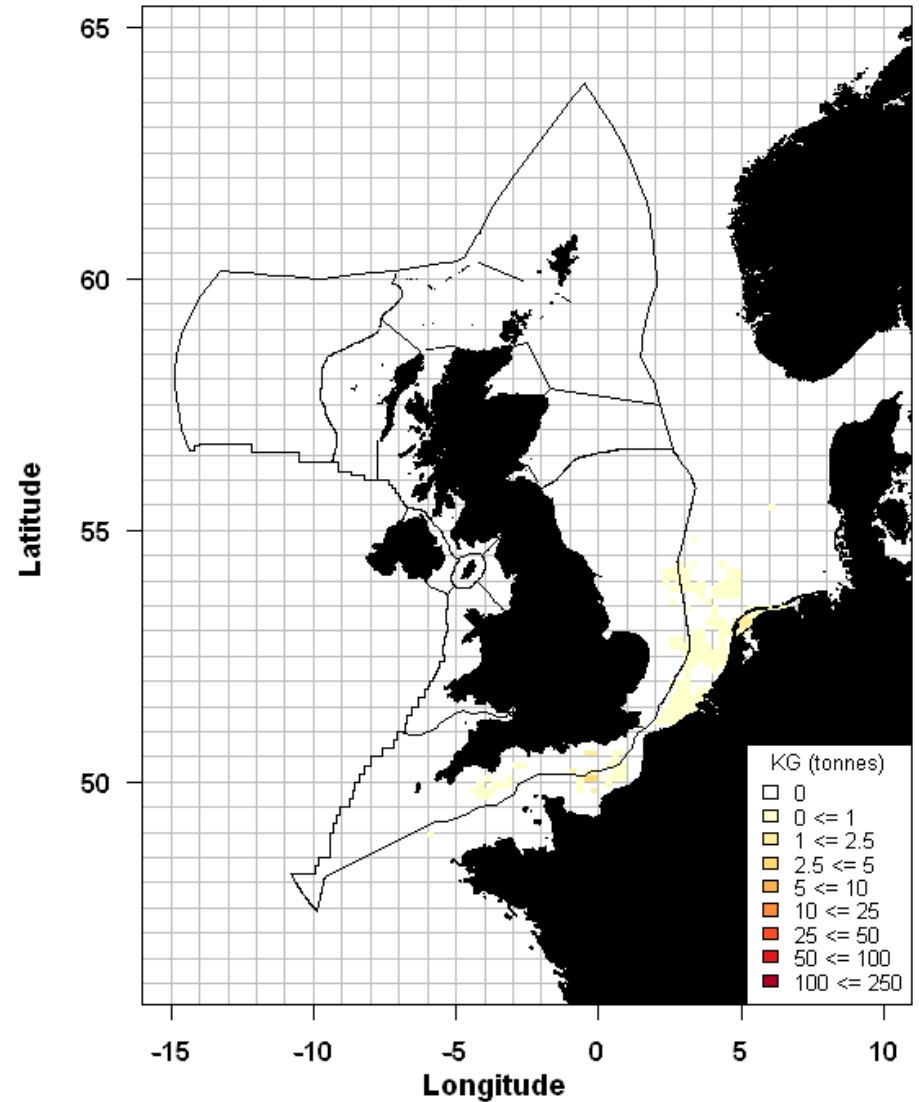 65
60
55
50
Latitude
KG (tonnes)
0
0 <= 1
1 <= 2.5
2.5 <= 5
5 <= 10
10 <= 25
25 <= 50
50 <= 100
100 <= 250
-15 -10 -5 0 5 10
Longitude